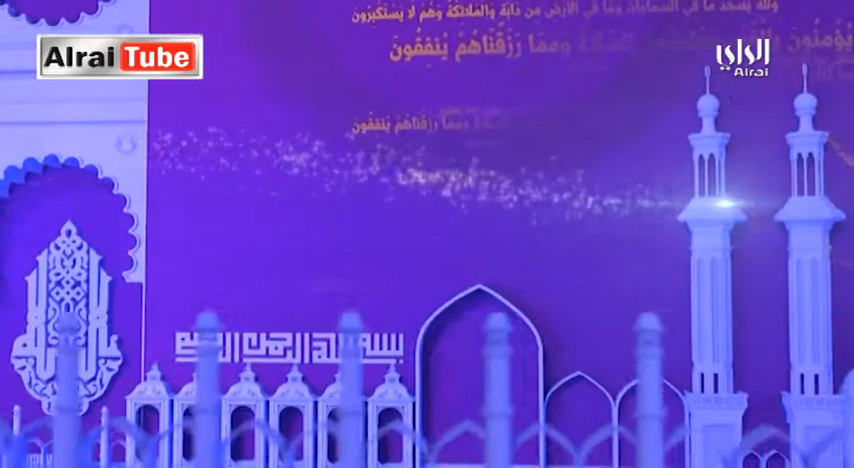 Alrai Tube
الراي
Alrai
ولله يسجد ما في السماوات وما في الأرض من دابة والملائكة وهم لا يستكبرون
يؤمنون ومما رزقناهم ينفقون
ومما رزقناهم ينفقون
بسم الله الرحمن الرحيم